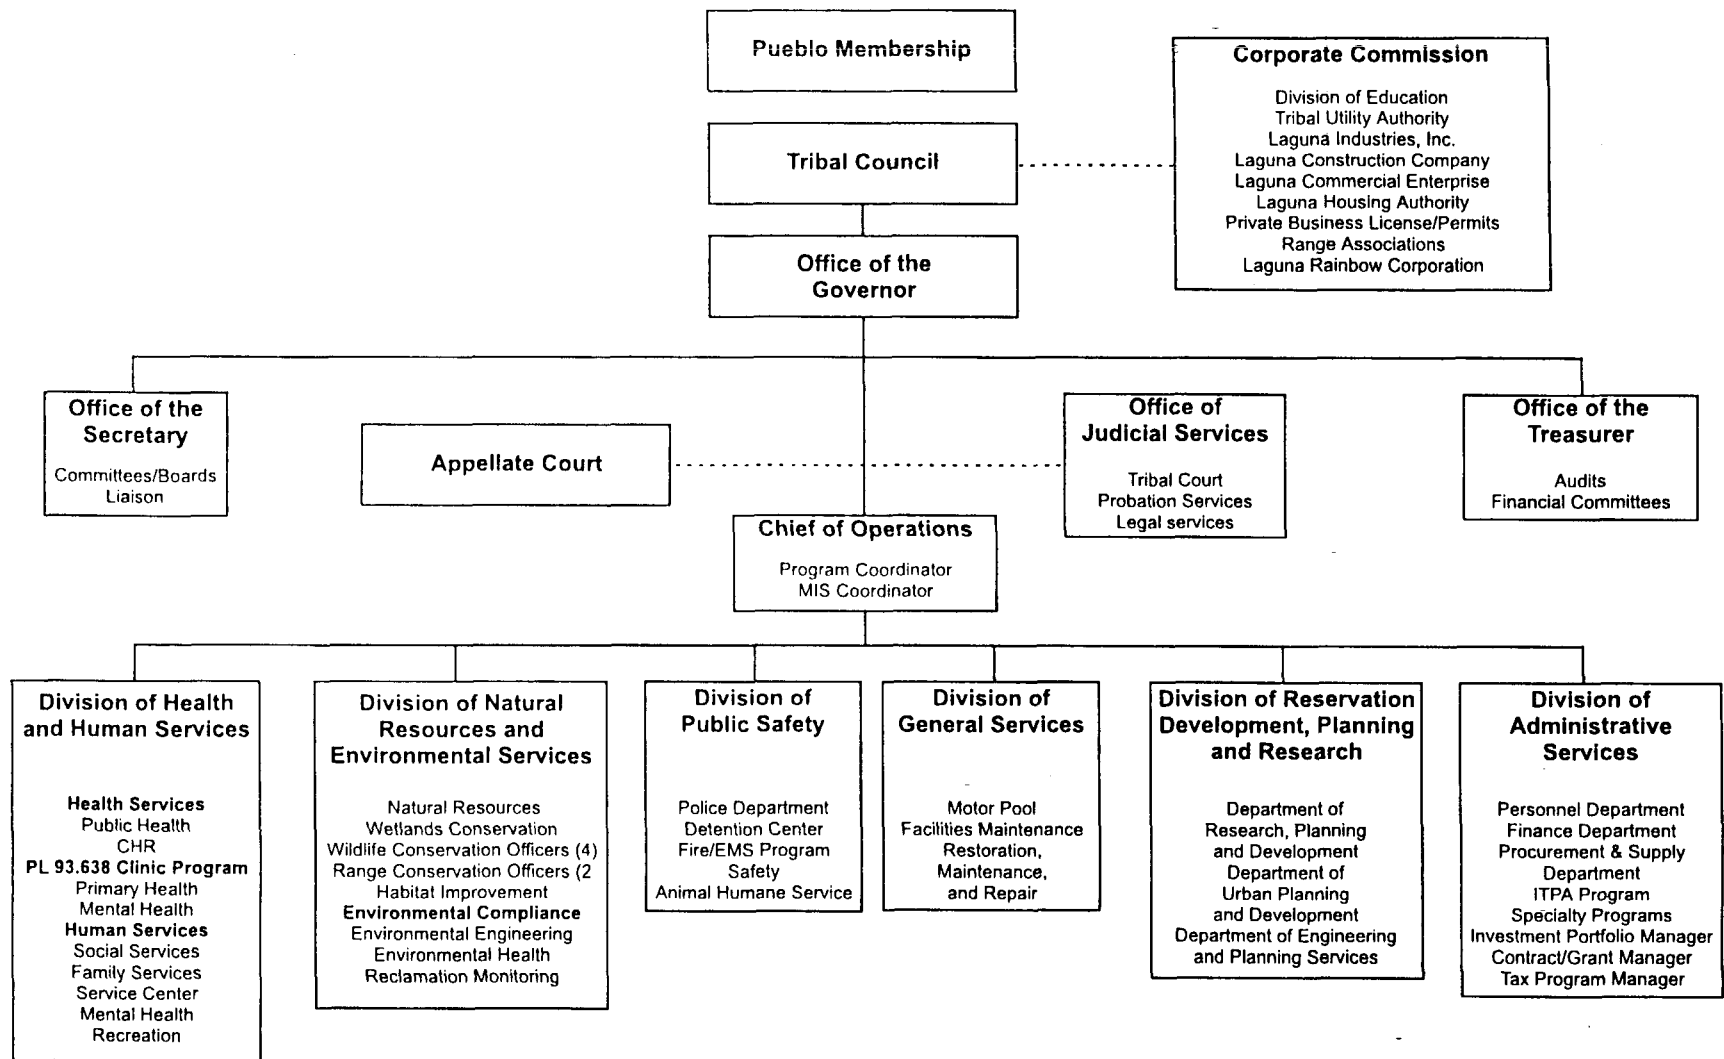 Pueblo Membership
Corporate Commission
Division of Education
Tribal Utility Authority
Laguna Industries, Inc.
Laguna Construction Company
Laguna Commercial Enterprise
Laguna Housing Authority
Private Business License/Permits
Range Associations
Laguna Rainbow Corporation
Tribal Council
Office of the
Governor
Office of the
Secretary
Committees/Boards
Liaison
Appellate Court
Office of
Judicial Services
Tribal Court
Probation Services
Legal services
Office of the
Treasurer
Audits
Financial Committees
Chief of Operations
Program Coordinator
MIS Coordinator
Division of Health
and Human Services
Health Services
Public Health
CHR
PL 93.638 Clinic Program
Primary Health
Mental Health
Human Services
Social Services
Family Services
Service Center
Mental Health
Recreation
Division of Natural
Resources and
Environmental Services
Natural Resources
Wetlands Conservation
Wildlife Conservation Officers (4)
Range Conservation Officers (2
Habitat Improvement
Environmental Compliance
Environmental Engineering
Environmental Health
Reclamation Monitoring
Division of
Public Safety
Police Department
Detention Center
Fire/EMS Program
Safety
Animal Humane Service
Division of
General Services
Motor Pool
Facilities Maintenance
Restoration,
Maintenance,
and Repair
Division of Reservation
Development, Planning
and Research
Department of
Research, Planning
and Development
Department of
Urban Planning
and Development
Department of Engineering
and Planning Services
Division of
Administrative
Services
Personnel Department
Finance Department
Procurement & Supply
Department
ITPA Program
Specialty Programs
Investment Portfolio Manager
Contract/Grant Manager
Tax Program Manager